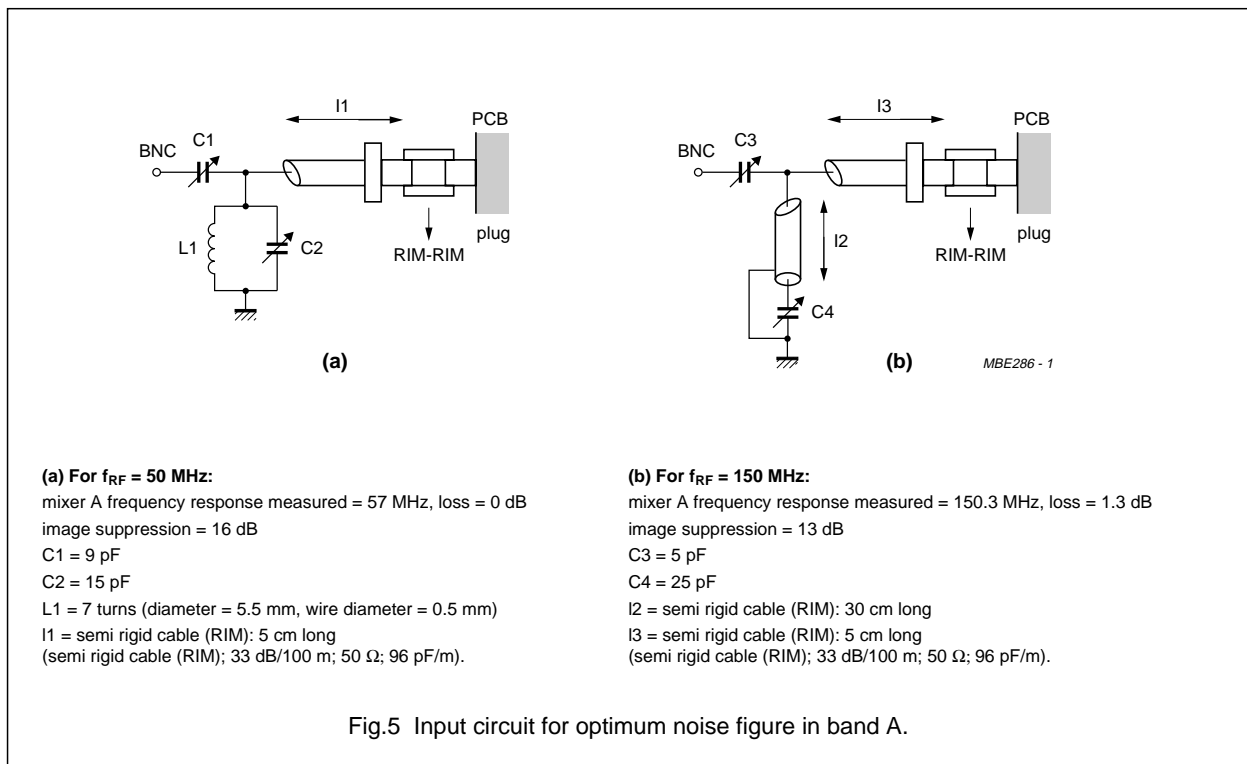 l1
PCB
C1
BNC
L1
C2
RIM-RIM
plug
(a)
l3
PCB
C3
BNC
l2
RIM-RIM
plug
C4
(b)
MBE286 - 1
(a) For fRF = 50 MHz:
mixer A frequency response measured = 57 MHz, loss = 0 dB
image suppression = 16 dB
C1 = 9 pF
C2 = 15 pF
L1 = 7 turns (diameter = 5.5 mm, wire diameter = 0.5 mm)
l1 = semi rigid cable (RIM): 5 cm long
(semi rigid cable (RIM); 33 dB/100 m; 50 Ω; 96 pF/m).
(b) For fRF = 150 MHz:
mixer A frequency response measured = 150.3 MHz, loss = 1.3 dB
image suppression = 13 dB
C3 = 5 pF
C4 = 25 pF
l2 = semi rigid cable (RIM): 30 cm long
l3 = semi rigid cable (RIM): 5 cm long
(semi rigid cable (RIM); 33 dB/100 m; 50 Ω; 96 pF/m).
Fig.5 Input circuit for optimum noise figure in band A.